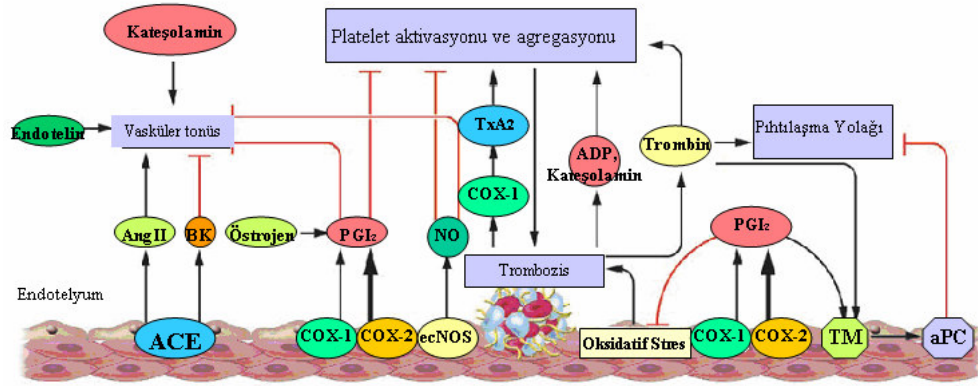 Kateşolamin
Platelet aktivasyonu ve agregasyonu
Endotelin
Vasküler tonüs
TxA2
ADP,
Kateşolamin
Trombin
Pıhtılaşma Yolağı
COX-1
Ang II
BK
Östrojen
PGI2
NO
PGI2
Trombozis
Endotelyum
ACE
COX-1
COX-2
ecNOS
Oksidatif Stres
COX-1
COX-2
TM
aPC